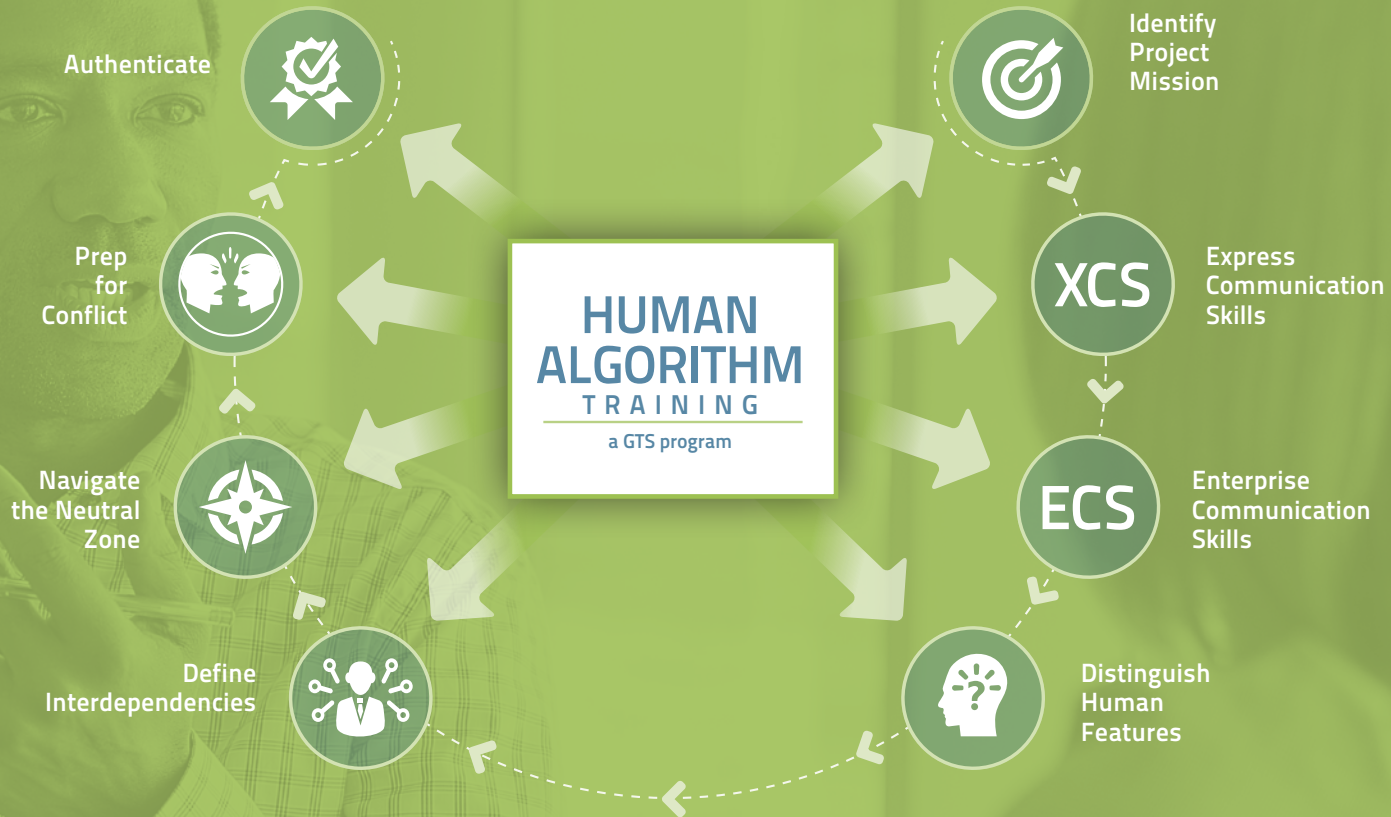 Authenticate
Identify
Project
Mission
Prep
for
Conflict
HUMAN
ALGORITHM
TRAINING
a GTS program
XCS
Express
Communication
Skills
Navigate
the Neutral
Zone
ECS
Enterprise
Communication
Skills
Define
Interdependencies
?
Distinguish
Human
Features